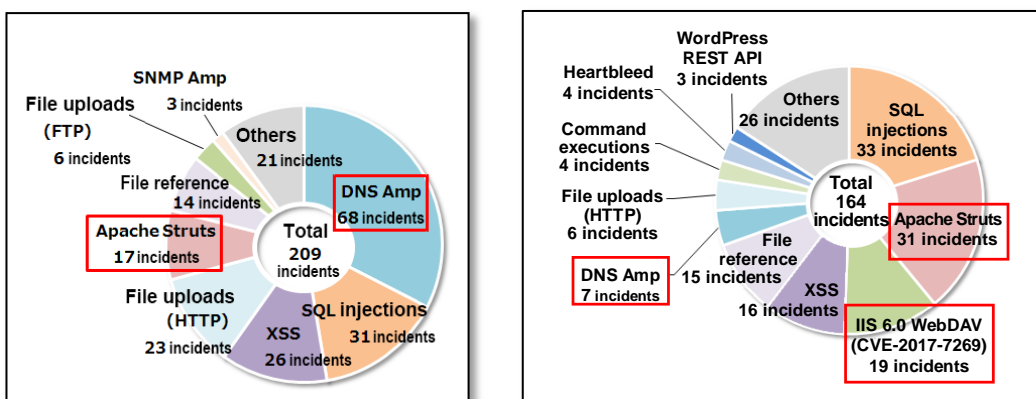 SNMP Amp
3 incidents
File uploads
(FTP)
6 incidents
Others
21 incidents
File reference
14 incidents
DNS Amp
68 incidents
Apache Struts
17 incidents
Total
209
incidents
File uploads
(HTTP)
23 incidents
XSS
26 incidents
SQL injections
31 incidents
WordPress
REST API
3 incidents
Heartbleed
4 incidents
Others
26 incidents
SQL
injections
33 incidents
Command
executions
4 incidents
Total
164
incidents
File uploads
(HTTP)
6 incidents
Apache Struts
31 incidents
DNS Amp
7 incidents
File
reference
15 incidents
XSS
16 incidents
IIS 6.0 WebDAV
(CVE-2017-7269)
19 incidents